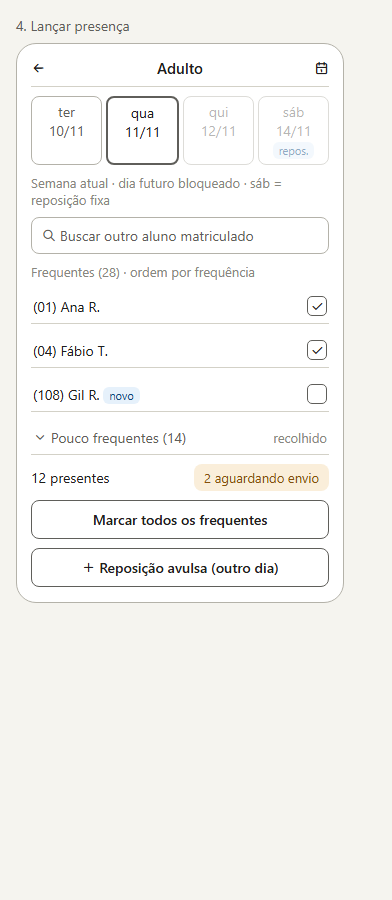 4. Lançar presença
Adulto
ter
10/11
qua
11/11
qui
12/11
sáb
14/11
repos.
Semana atual · dia futuro bloqueado · sáb =
reposição fixa
Buscar outro aluno matriculado
Frequentes (28) · ordem por frequência
(01) Ana R.
(04) Fábio T.
(108) Gil R. novo
Pouco frequentes (14) recolhido
12 presentes 2 aguardando envio
Marcar todos os frequentes
+ Reposição avulsa (outro dia)